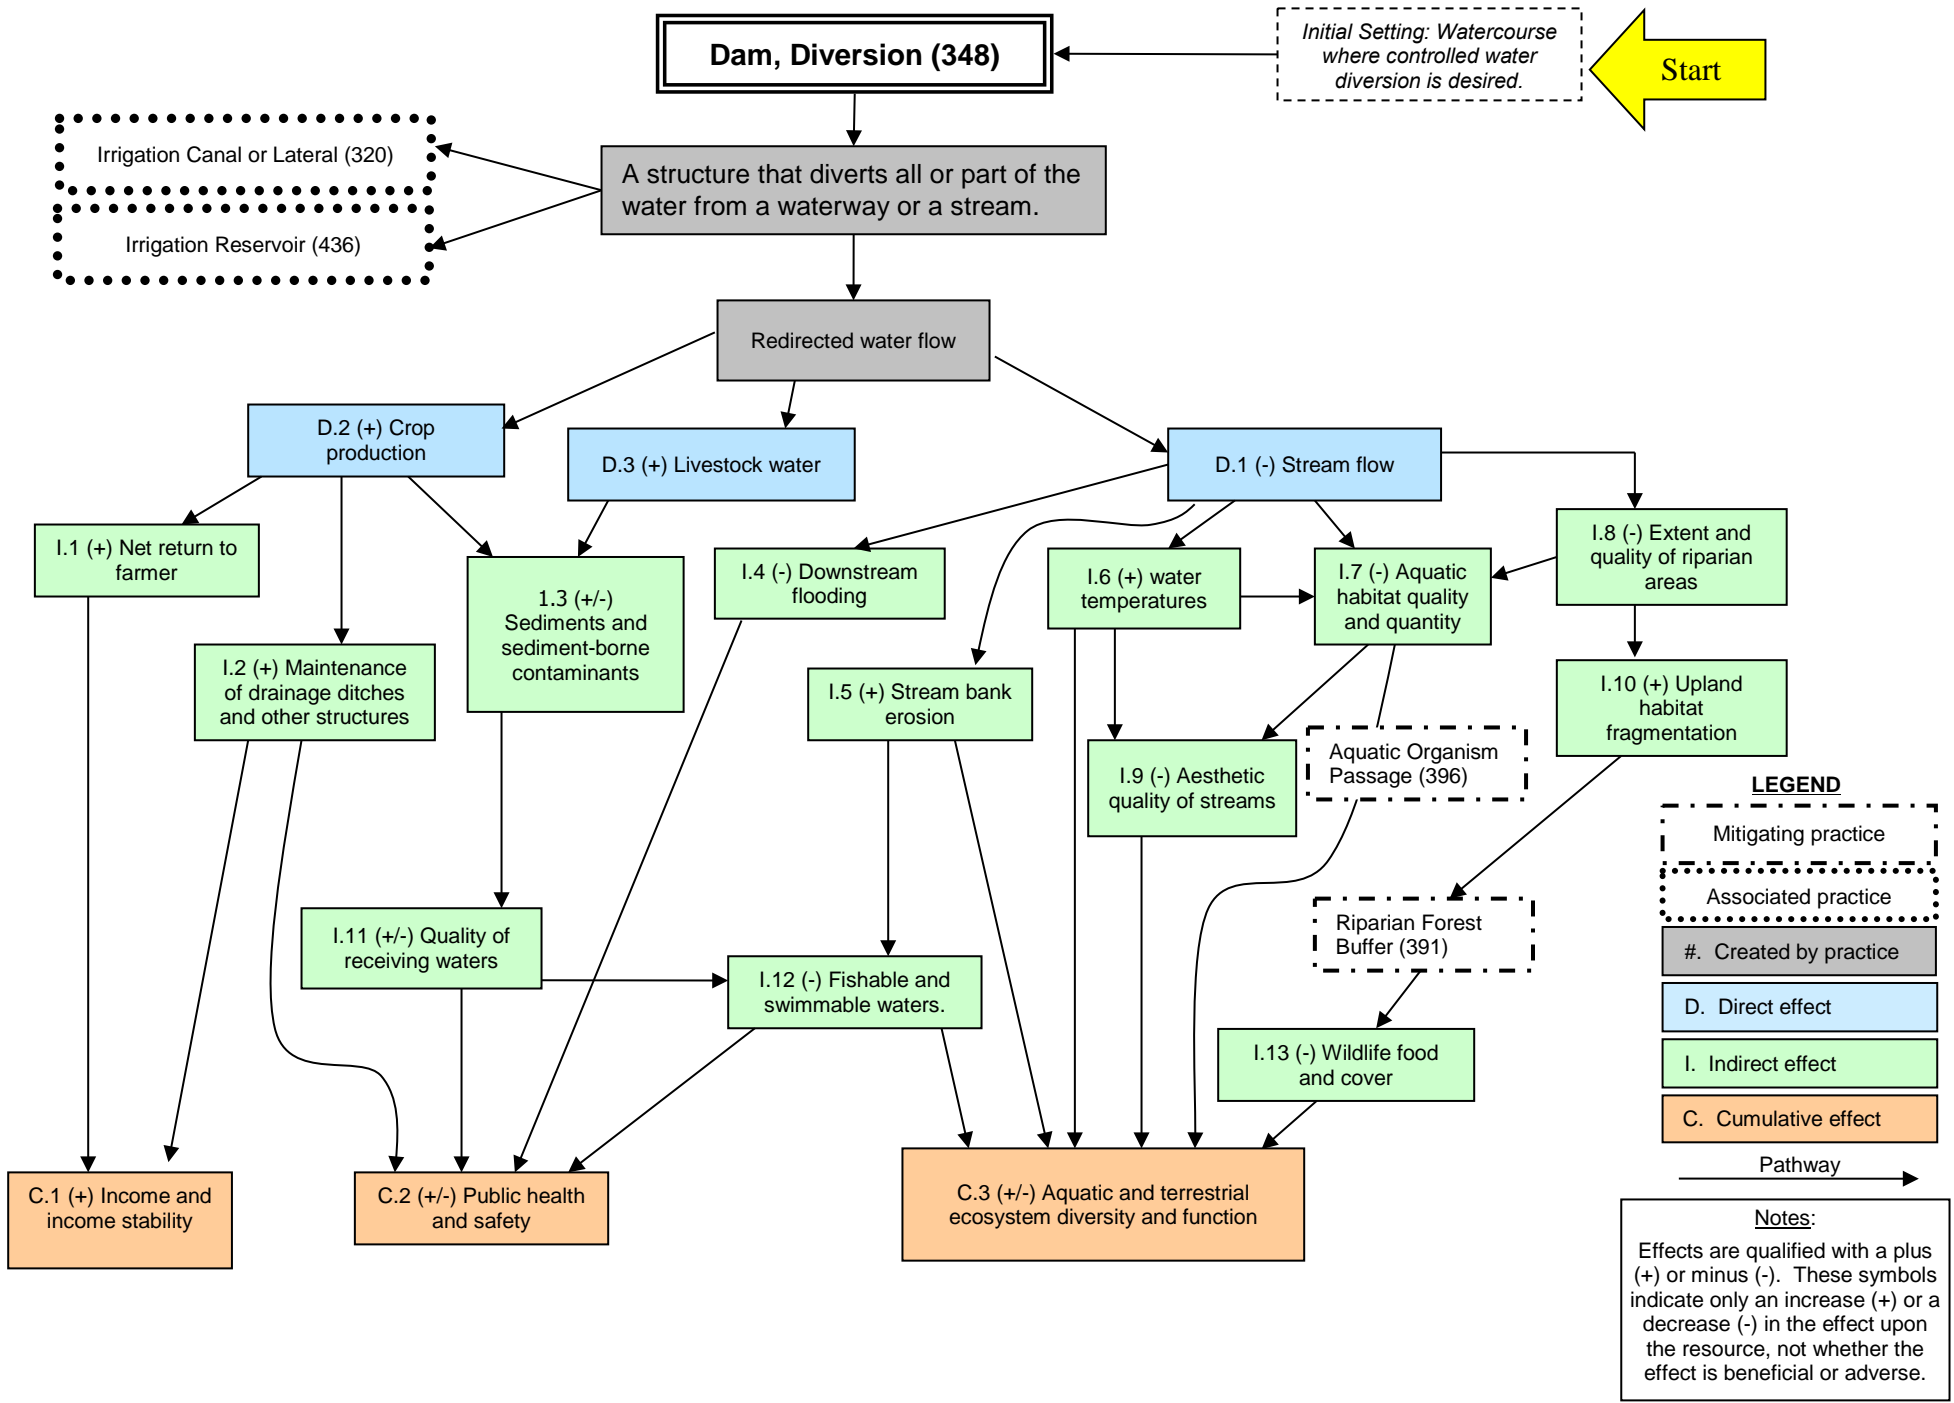 Dam, Diversion (348)
Initial Setting: Watercourse
where controlled water
diversion is desired.
Start
Irrigation Canal or Lateral (320)
Irrigation Reservoir (436)
A structure that diverts all or part of the
water from a waterway or a stream.
Redirected water flow
D.2 (+) Crop
production
D.3 (+) Livestock water
D.1 (-) Stream flow
I.1 (+) Net return to
farmer
I.2 (+) Maintenance
of drainage ditches
and other structures
1.3 (+/-)
Sediments and
sediment-borne
contaminants
I.4 (-) Downstream
flooding
I.5 (+) Stream bank
erosion
I.6 (+) water
temperatures
I.7 (-) Aquatic
habitat quality
and quantity
I.8 (-) Extent and
quality of riparian
areas
I.10 (+) Upland
habitat
fragmentation
I.9 (-) Aesthetic
quality of streams
Aquatic Organism
Passage (396)
Riparian Forest
Buffer (391)
I.11 (+/-) Quality of
receiving waters
I.12 (-) Fishable and
swimmable waters.
I.13 (-) Wildlife food
and cover
C.1 (+) Income and
income stability
C.2 (+/-) Public health
and safety
C.3 (+/-) Aquatic and terrestrial
ecosystem diversity and function
LEGEND
Mitigating practice
Associated practice
#. Created by practice
D. Direct effect
I. Indirect effect
C. Cumulative effect
Pathway
Notes:
Effects are qualified with a plus
(+) or minus (-). These symbols
indicate only an increase (+) or a
decrease (-) in the effect upon
the resource, not whether the
effect is beneficial or adverse.